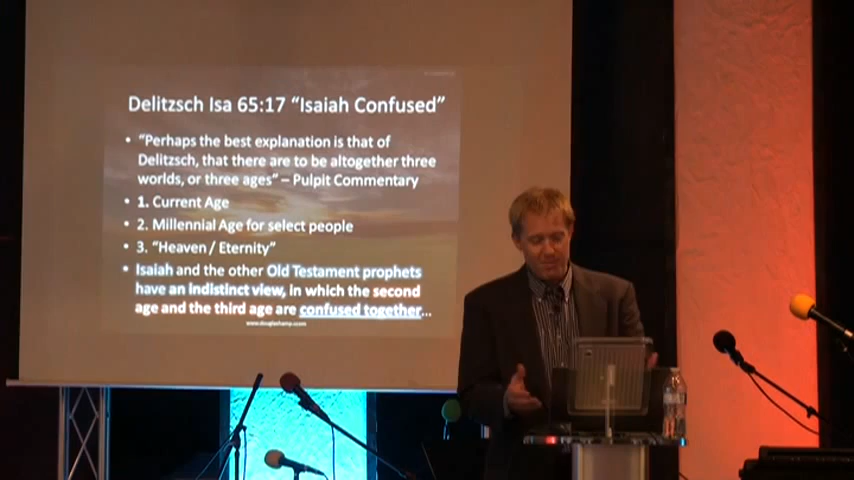 Delitzsch Isa 65:17 “Isaiah Confused”
• “Perhaps the best explanation is that of
Delitzsch, that there are to be altogether three
worlds, or three ages” – Pulpit Commentary
• 1. Current Age
• 2. Millennial Age for select people
• 3. “Heaven / Eternity”
• Isaiah and the other Old Testament prophets
have an indistinct view, in which the second
age and the third age are confused together…
www.douglashamp.com